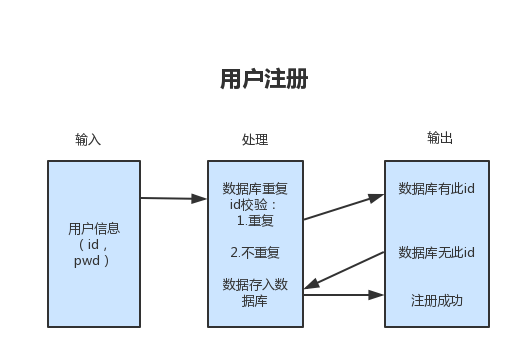 用户注册
输入
处理
输出
用户信息
（id，
pwd）
数据库重复
id校验：
1.重复
2.不重复
数据存入数
据库
数据库有此id
数据库无此id
注册成功